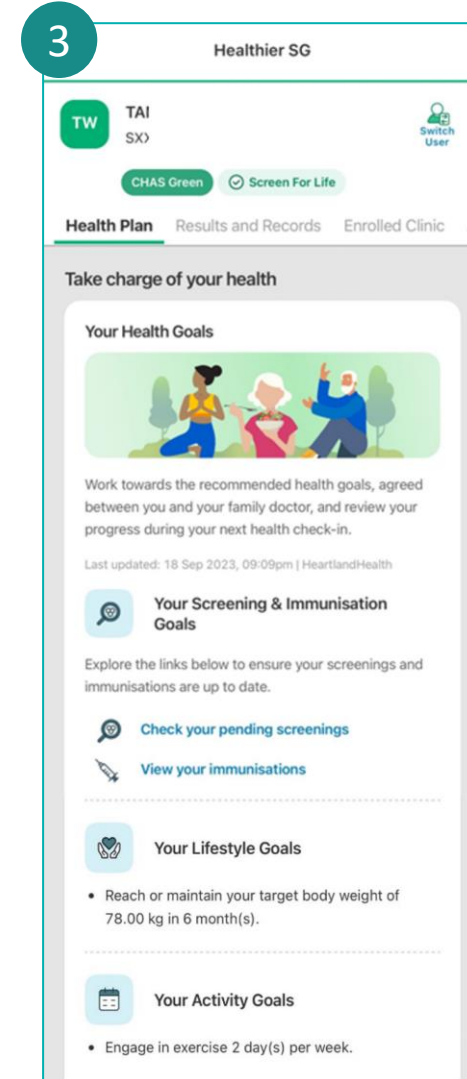 3
Healthier SG
TW
TAI
SX
Switch
User
CHAS Green
Screen For Life
Health Plan Results and Records Enrolled Clinic
Take charge of your health
Your Health Goals
Work towards the recommended health goals, agreed
between you and your family doctor, and review your
progress during your next health check-in.
Last updated: 18 Sep 2023, 09:09pm | HeartlandHealth
Your Screening & Immunisation
Goals
Explore the links below to ensure your screenings and
immunisations are up to date.
Check your pending screenings
View your immunisations
Your Lifestyle Goals
• Reach or maintain your target body weight of
78.00 kg in 6 month(s).
Your Activity Goals
• Engage in exercise 2 day(s) per week.